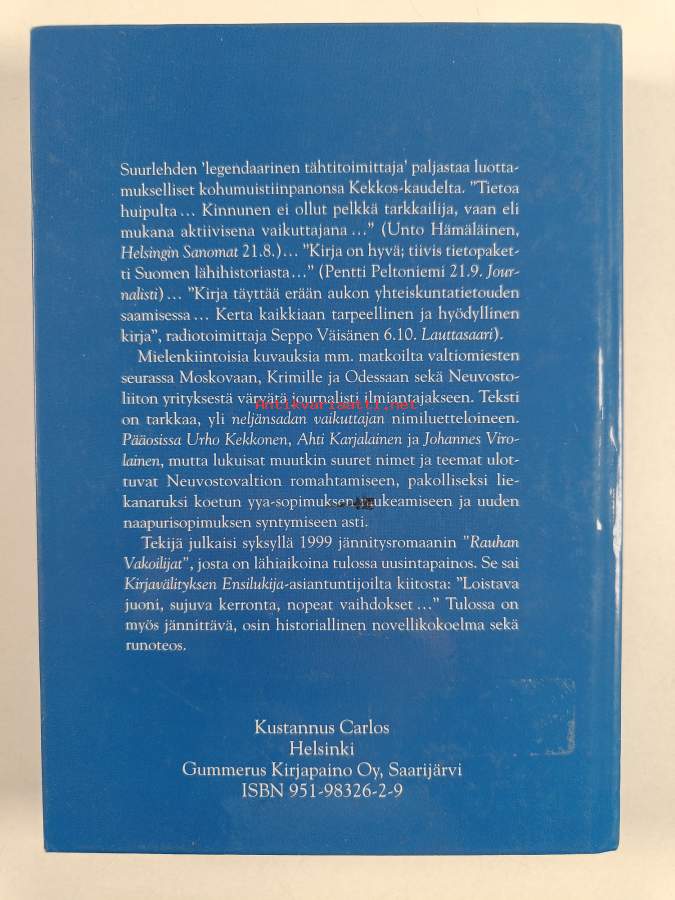 Suurlehden 'legendaarinen tähtitoimittaja' paljastaa luotta-
mukselliset kohumuistiinpanonsa Kekkos-kaudelta. "Tietoa
huipulta ... Kinnunen ei ollut pelkkä tarkkailija, vaan eli
mukana aktiivisena vaikuttajana ..." (Unto Hämäläinen,
Helsingin Sanomat 21.8.)... "Kirja on hyvä; tiivis tietopaket-
ti Suomen lähihistoriasta ..." (Pentti Peltoniemi 21.9. Jour-
nalisti) ... "Kirja täyttää erään aukon yhteiskuntatietouden
saamisessa ... Kerta kaikkiaan tarpeellinen ja hyödyllinen
kirja", radiotoimittaja Seppo Väisänen 6.10. Lauttasaari).
Mielenkiintoisia kuvauksia mm. matkoilta valtiomiesten
seurassa Moskovaan, Krimille ja Odessaan sekä Neuvosto-
liiton yrityksestä värvätä journalisti ilmiantajakseen. Teksti
Antikvariaatti.net
on tarkkaa, yli neljänsadan vaikuttajan nimiluetteloineen.
Pääosissa Urho Kekkonen, Ahti Karjalainen ja Johannes Viro-
lainen, mutta lukuisat muutkin suuret nimet ja teemat ulot-
tuvat Neuvostovaltion romahtamiseen, pakolliseksi lie-
kanaruksi koetun yya-sopimuksen raukeamiseen ja uuden
naapurisopimuksen syntymiseen asti.
Tekijä julkaisi syksyllä 1999 jännitysromaanin "Rauhan
Vakoilijat", josta on lähiaikoina tulossa uusintapainos. Se sai
Kirjavälityksen Ensilukija-asiantuntijoilta kiitosta: "Loistava
juoni, sujuva kerronta, nopeat vaihdokset ..." Tulossa on
myös jännittävä, osin historiallinen novellikokoelma sekä
runoteos.
Kustannus Carlos
Helsinki
Gummerus Kirjapaino Oy, Saarijärvi
ISBN 951-98326-2-9